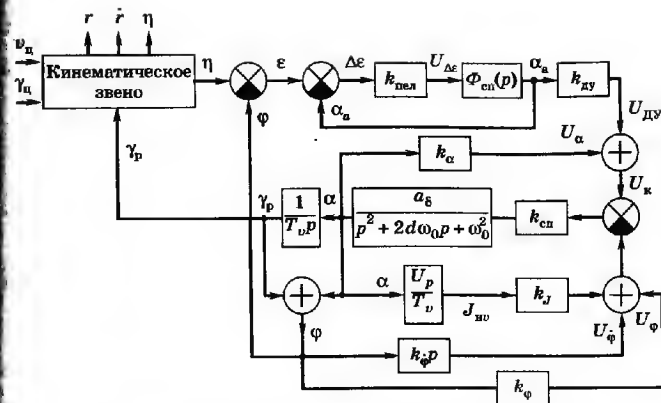 r ṙ η
υц
γц
Кинематическое
звено
η
ε
Δε
kпел
UΔε
Φсп(p)
αа
kду
φ
αа
UДУ
Uα
kα
Uк
γр
γр
1
Tυp
α
aδ
p² + 2dω₀p + ω₀²
kсп
α
Up
Tυ
Jнυ
kJ
Uφ̇
Uφ
φ
kφ̇p
kφ